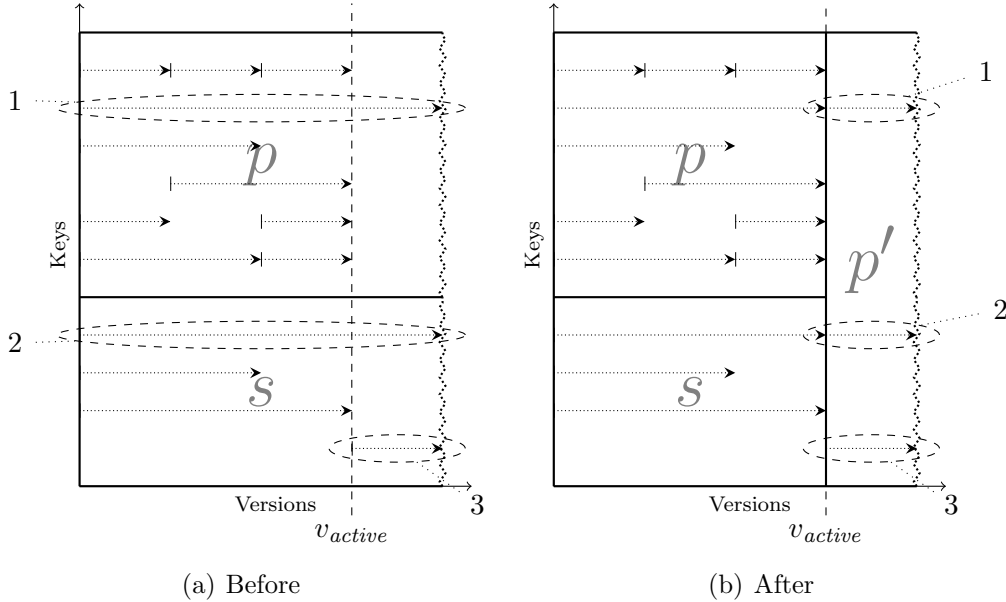 1
2
3
p
s
Keys
Versions
v_active
(a) Before
1
2
3
p
p′
s
Keys
Versions
v_active
(b) After